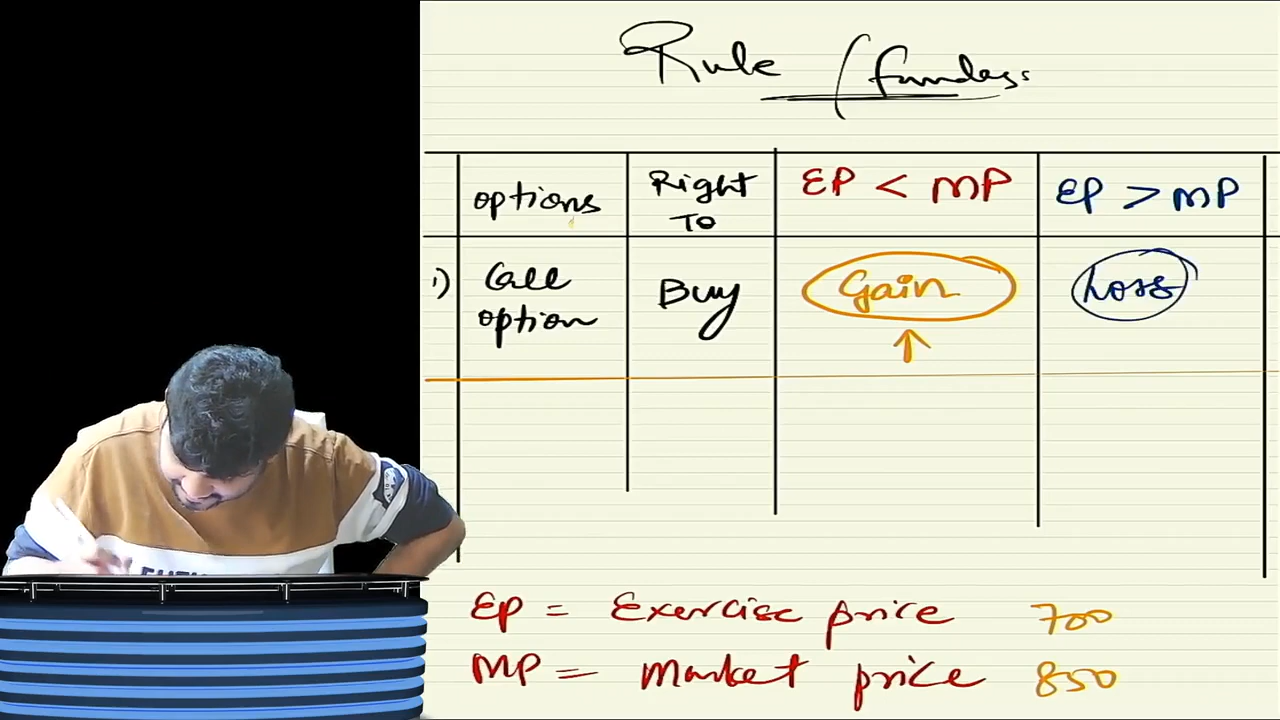 Rule / fundas:
options Right To EP < MP EP > MP
1) Call option Buy Gain Loss
EP = Exercise price 700
MP = Market price 850